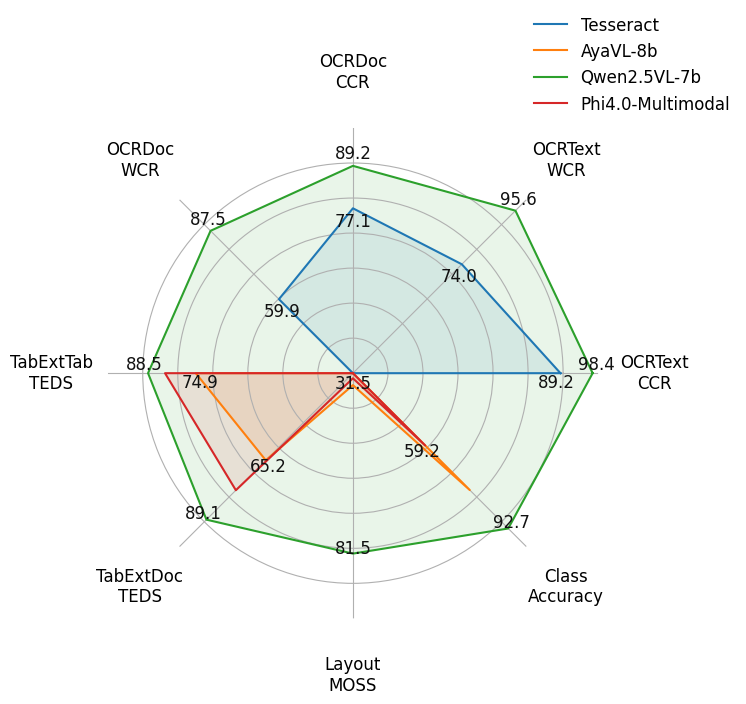 Tesseract
AyaVL-8b
Qwen2.5VL-7b
Phi4.0-Multimodal
OCRDoc
CCR
OCRDoc
WCR
OCRText
WCR
89.2
95.6
87.5
77.1
74.0
59.9
TabExtTab
TEDS
88.5
74.9
31.5
89.2
98.4
OCRText
CCR
59.2
65.2
89.1
92.7
81.5
TabExtDoc
TEDS
Class
Accuracy
Layout
MOSS